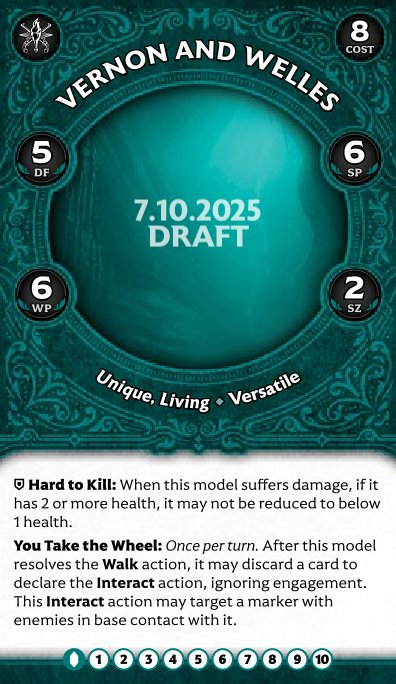 8
COST
VERNON AND WELLES
5
DF
6
SP
7.10.2025
DRAFT
6
WP
2
SZ
Unique, Living ◆ Versatile
Hard to Kill: When this model suffers damage, if it
has 2 or more health, it may not be reduced to below
1 health.
You Take the Wheel: Once per turn. After this model
resolves the Walk action, it may discard a card to
declare the Interact action, ignoring engagement.
This Interact action may target a marker with
enemies in base contact with it.
1 2 3 4 5 6 7 8 9 10